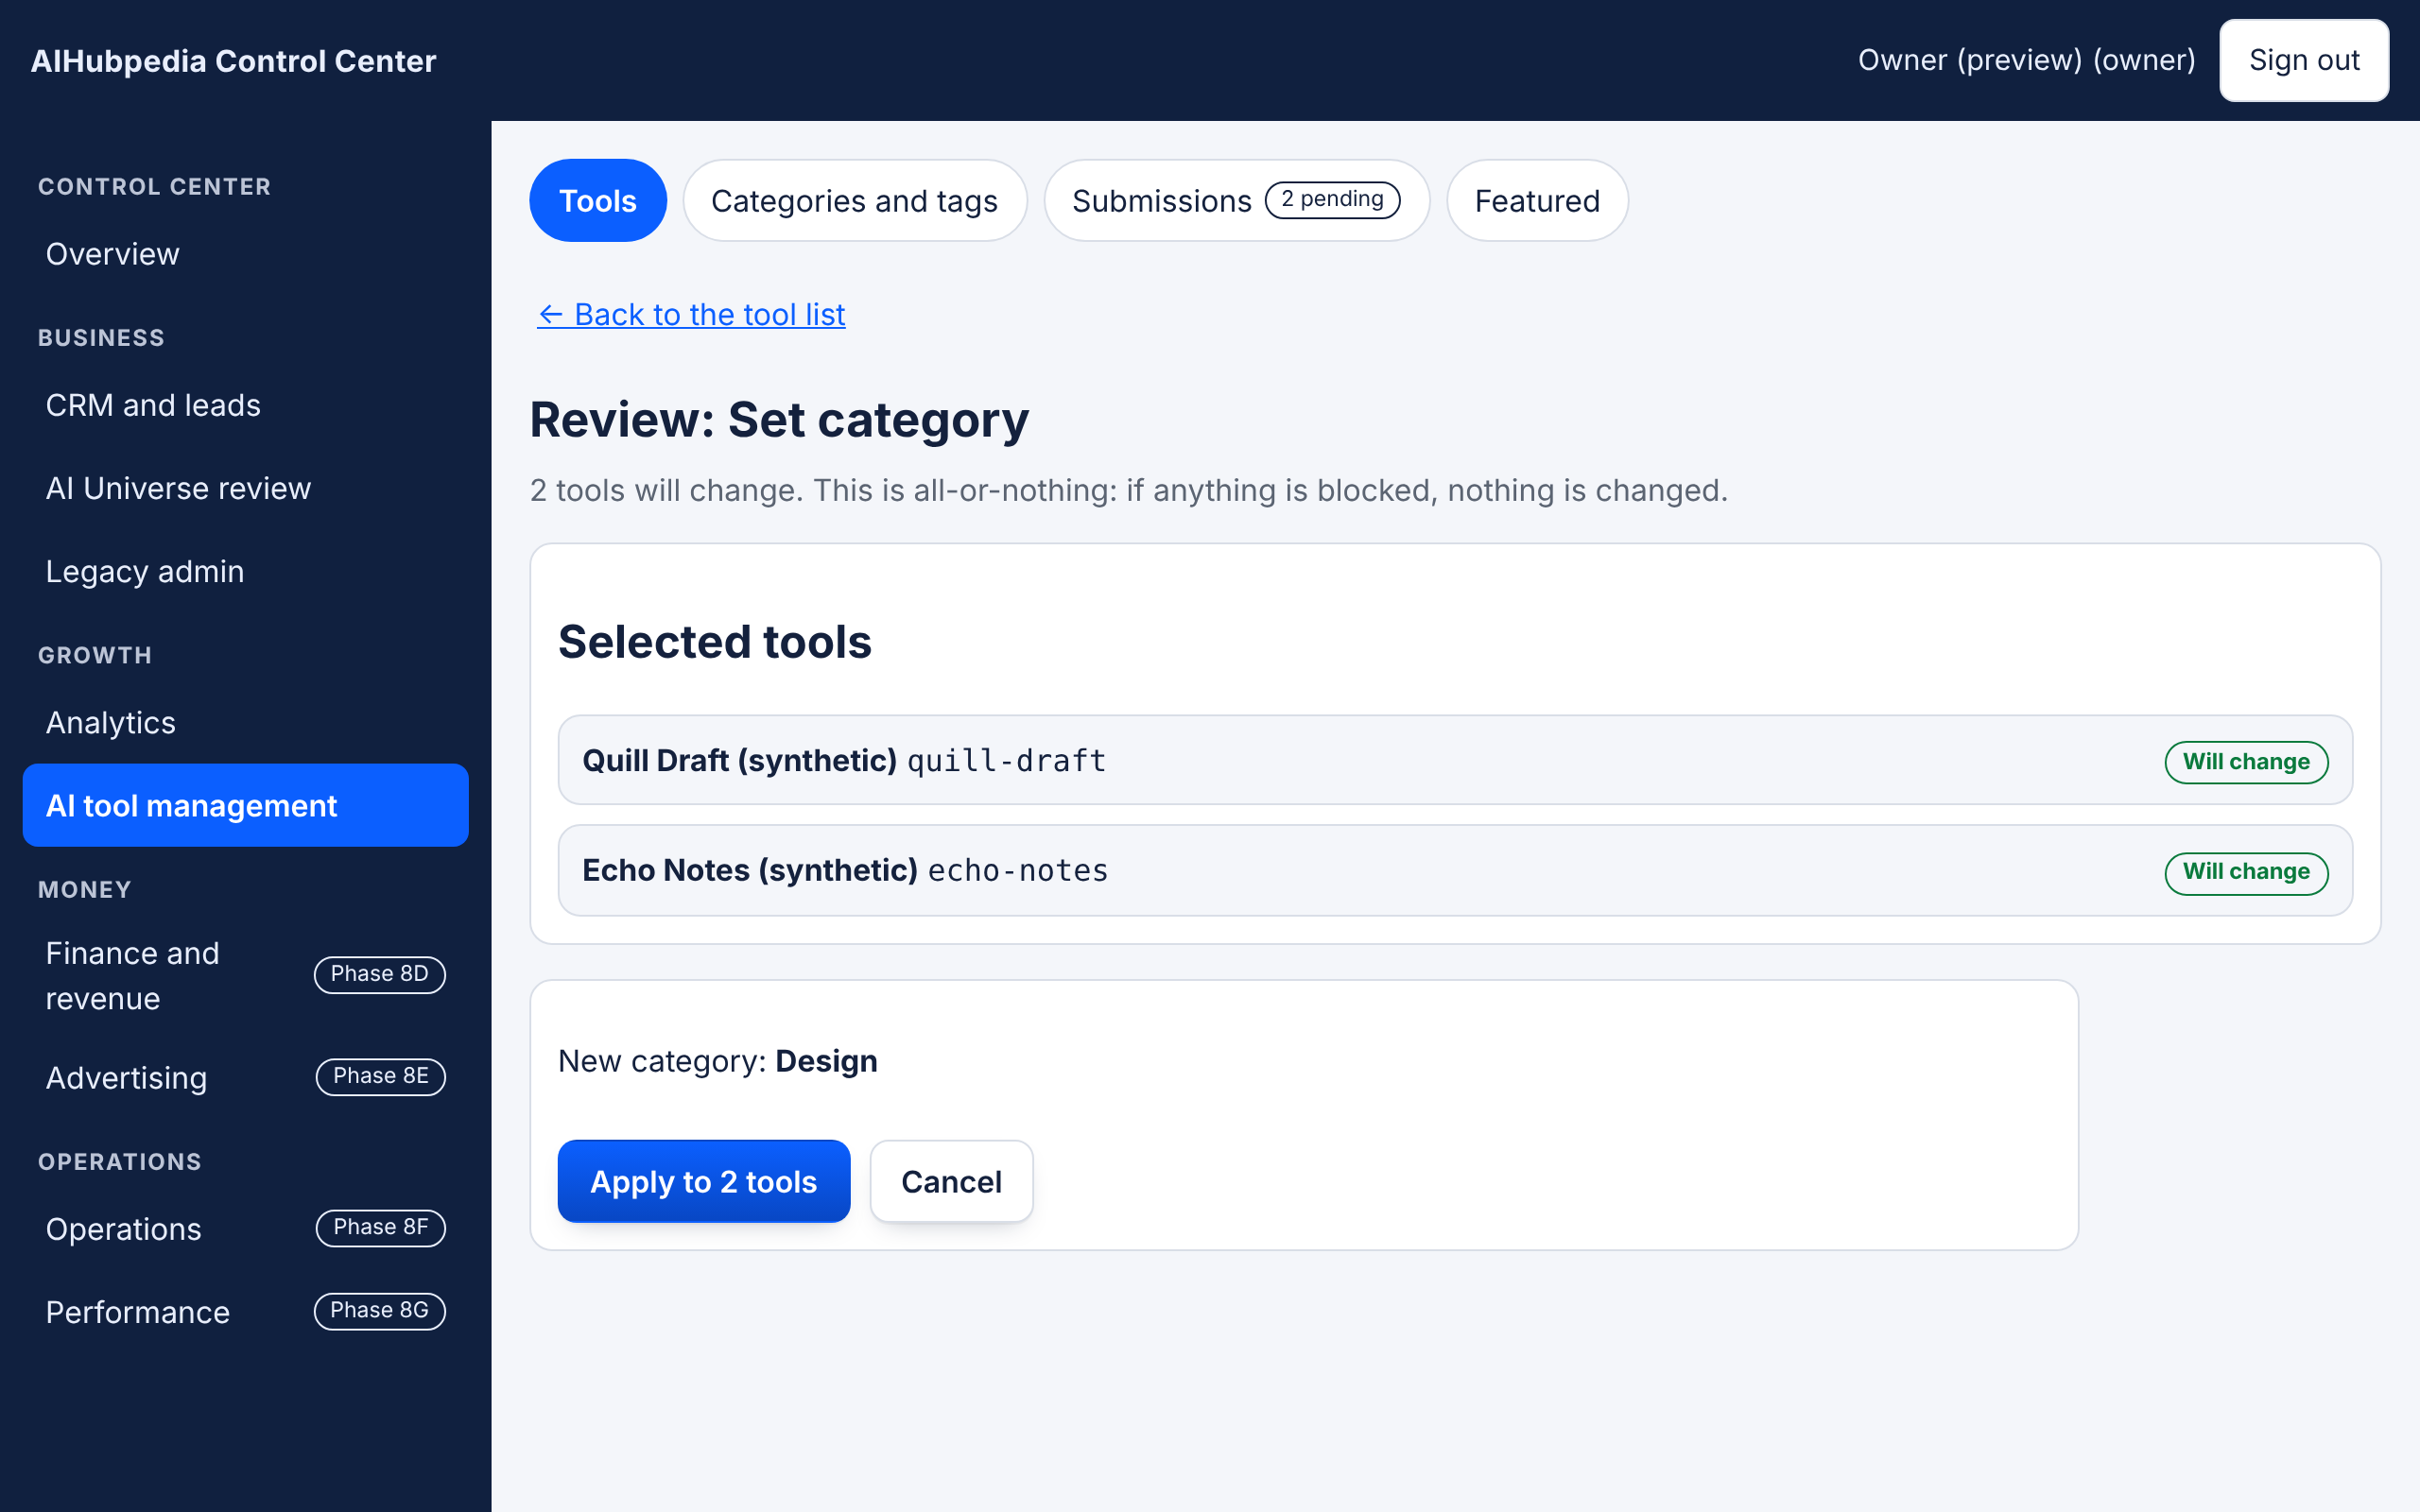 AIHubpedia Control Center
Owner (preview) (owner)
Sign out
CONTROL CENTER
Overview
BUSINESS
CRM and leads
AI Universe review
Legacy admin
GROWTH
Analytics
AI tool management
MONEY
Finance and
revenue
Phase 8D
Advertising
Phase 8E
OPERATIONS
Operations
Phase 8F
Performance
Phase 8G
Tools
Categories and tags
Submissions
2 pending
Featured
← Back to the tool list
Review: Set category
2 tools will change. This is all-or-nothing: if anything is blocked, nothing is changed.
Selected tools
Quill Draft (synthetic) quill-draft
Will change
Echo Notes (synthetic) echo-notes
Will change
New category: Design
Apply to 2 tools
Cancel